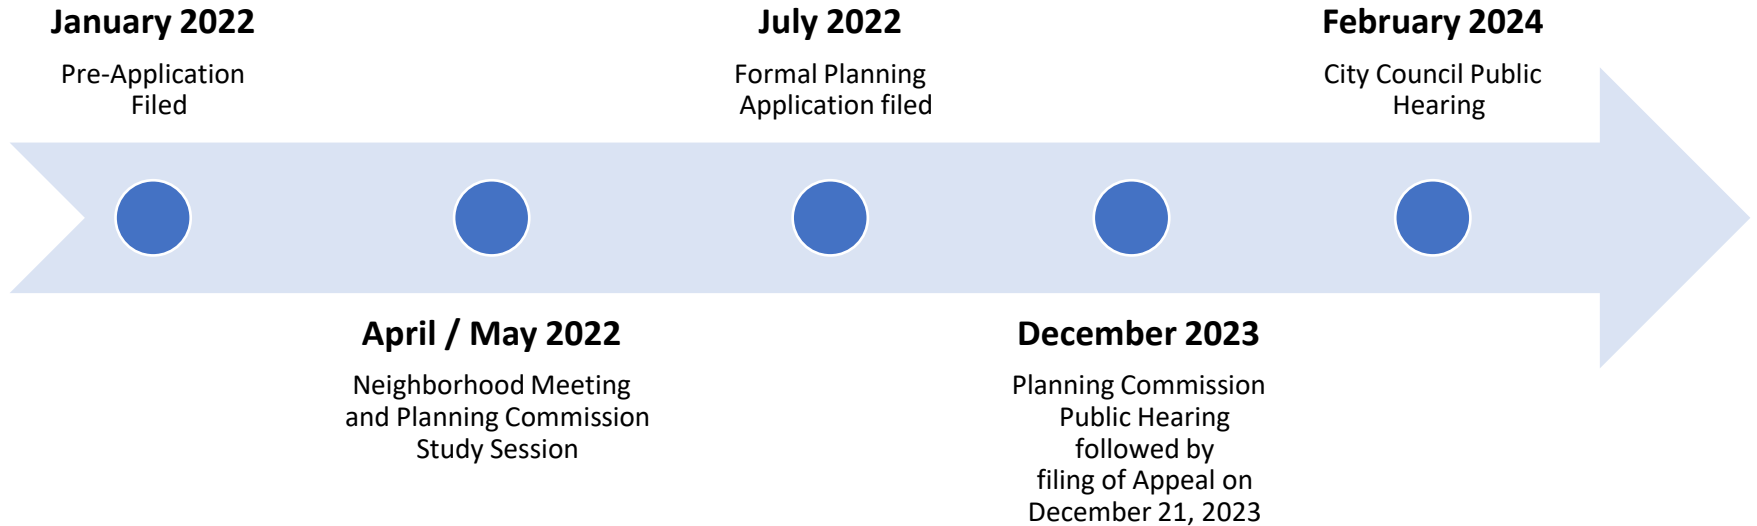 January 2022
Pre-Application
Filed
April / May 2022
Neighborhood Meeting
and Planning Commission
Study Session
July 2022
Formal Planning
Application filed
December 2023
Planning Commission
Public Hearing
followed by
filing of Appeal on
December 21, 2023
February 2024
City Council Public
Hearing